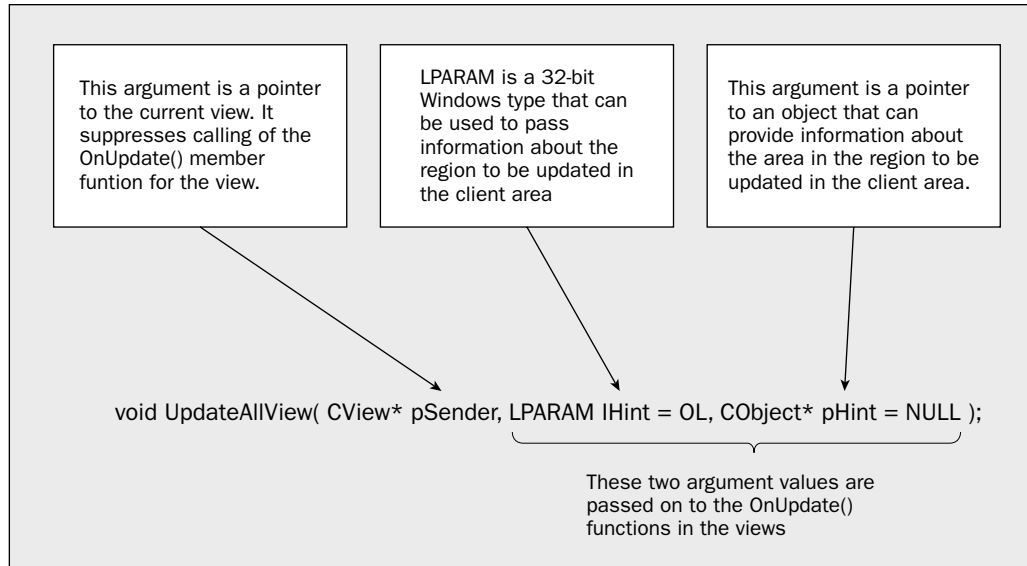 This argument is a pointer
to the current view. It
suppresses calling of the
OnUpdate() member
funtion for the view.
LPARAM is a 32-bit
Windows type that can
be used to pass
information about the
region to be updated in
the client area
This argument is a pointer
to an object that can
provide information about
the area in the region to be
updated in the client area.
void UpdateAllView( CView* pSender, LPARAM IHint = OL, CObject* pHint = NULL );
These two argument values are
passed on to the OnUpdate()
functions in the views